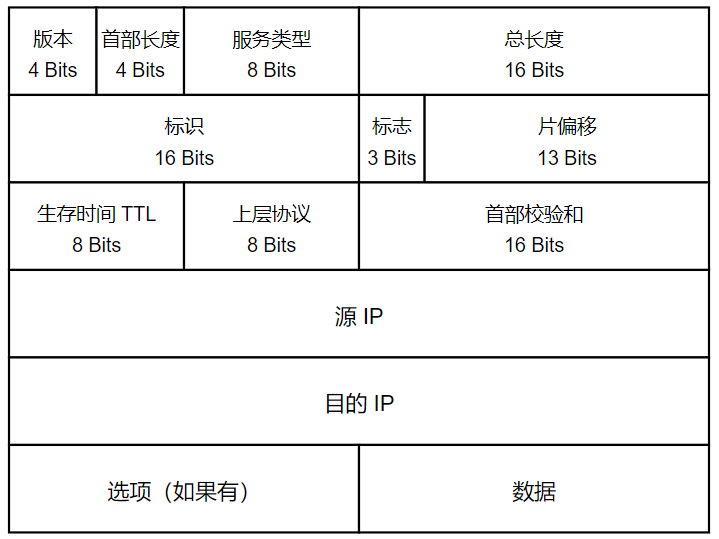 版本
4 Bits
首部长度
4 Bits
服务类型
8 Bits
总长度
16 Bits
标识
16 Bits
标志
3 Bits
片偏移
13 Bits
生存时间 TTL
8 Bits
上层协议
8 Bits
首部校验和
16 Bits
源 IP
目的 IP
选项（如果有）
数据